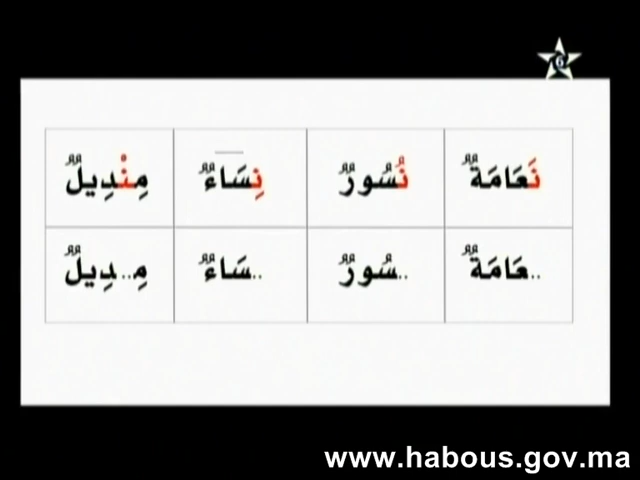 نَعَامَةٌ نُسُورٌ نِسَاءٌ مِنْدِيلٌ
..عَامَةٌ ..سُورٌ ..سَاءٌ مِ..دِيلٌ
www.habous.gov.ma